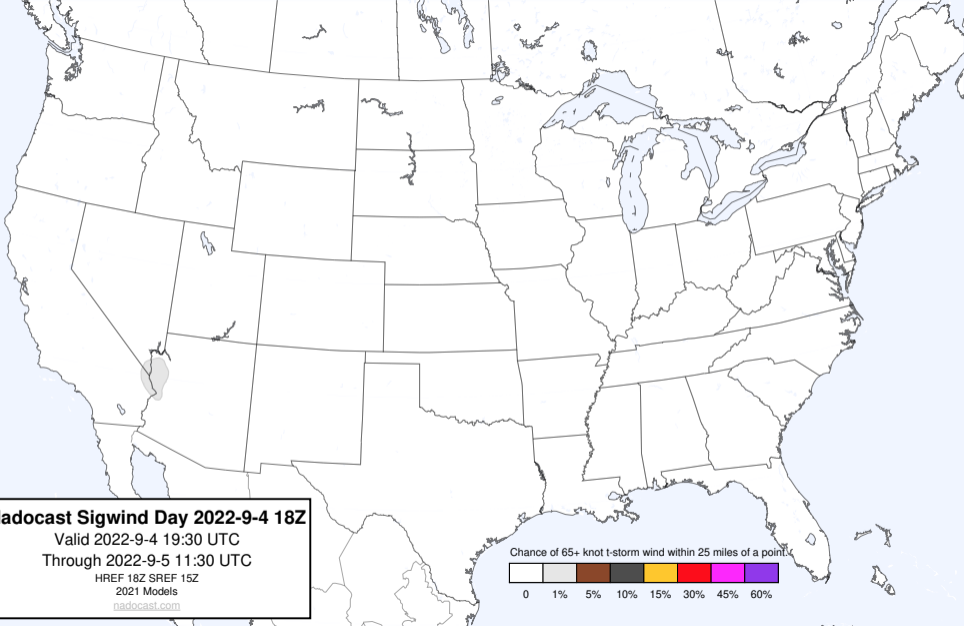 adocast Sigwind Day 2022-9-4 18Z
Valid 2022-9-4 19:30 UTC
Through 2022-9-5 11:30 UTC
HREF 18Z SREF 15Z
2021 Models
nadocast.com
Chance of 65+ knot t-storm wind within 25 miles of a point.
0 1% 5% 10% 15% 30% 45% 60%